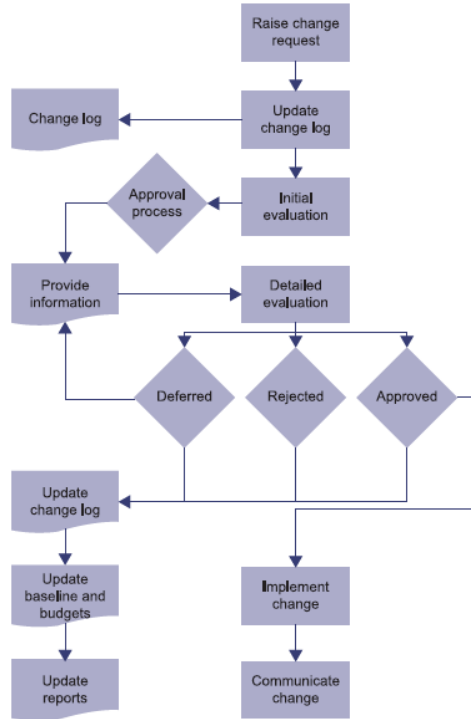 Raise change
request
Change log
Update
change log
Approval
process
Initial
evaluation
Provide
information
Detailed
evaluation
Deferred
Rejected
Approved
Update
change log
Update
baseline and
budgets
Implement
change
Update
reports
Communicate
change